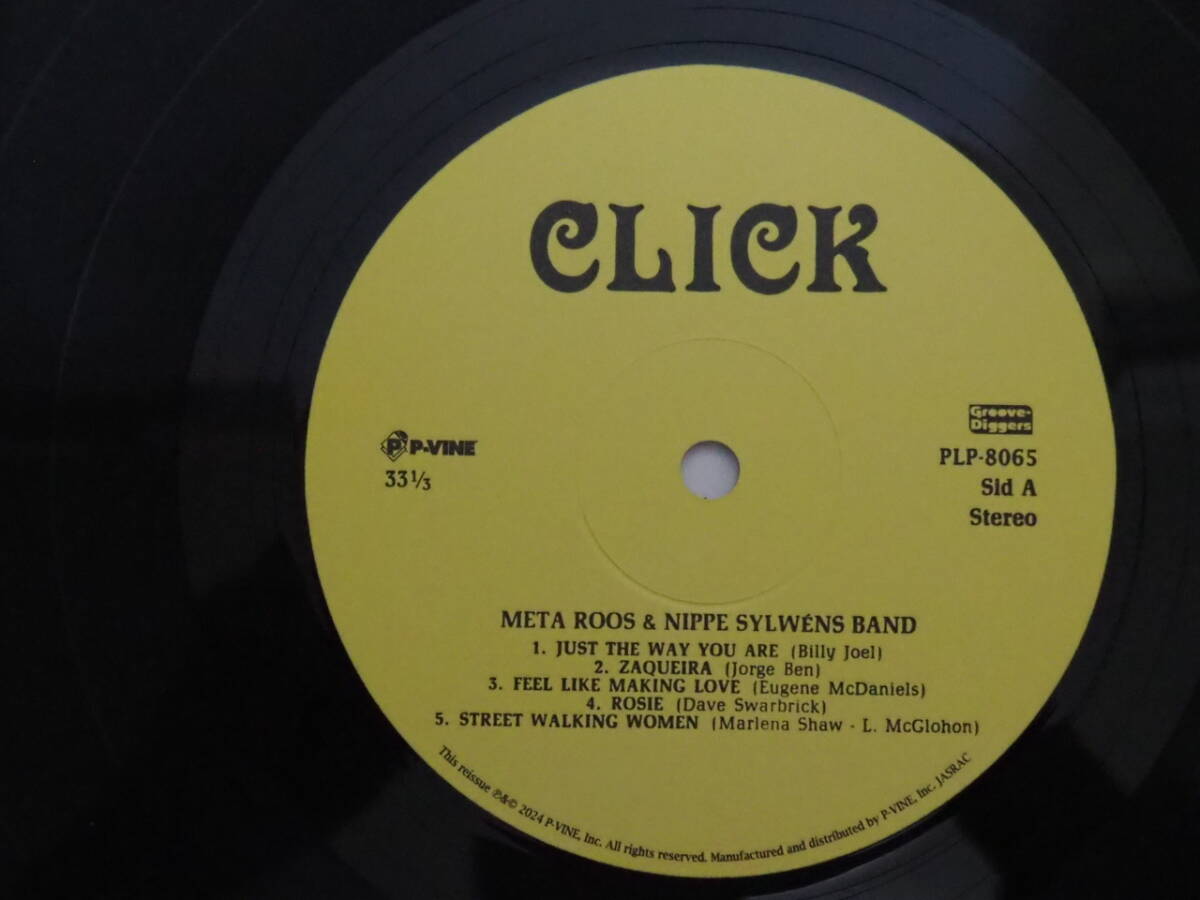 CLICK
P P-VINE
33 1/3
Groove-
Diggers
PLP-8065
Sid A
Stereo
META ROOS & NIPPE SYLWÉNS BAND
1. JUST THE WAY YOU ARE (Billy Joel)
2. ZAQUEIRA (Jorge Ben)
3. FEEL LIKE MAKING LOVE (Eugene McDaniels)
4. ROSIE (Dave Swarbrick)
5. STREET WALKING WOMEN (Marlena Shaw - L. McGlohon)
This reissue ℗&© 2024 P-VINE, Inc. All rights reserved. Manufactured and distributed by P-VINE, Inc. JASRAC